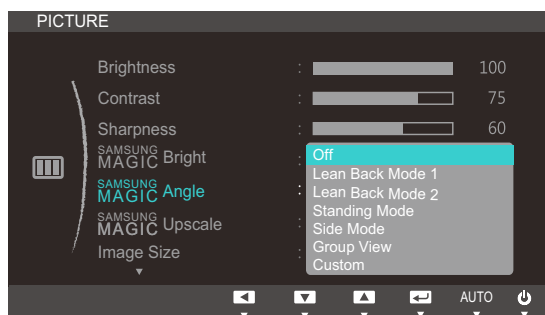 PICTURE
Brightness : 100
Contrast : 75
Sharpness : 60
SAMSUNG MAGIC Bright :
SAMSUNG MAGIC Angle :
SAMSUNG MAGIC Upscale :
Image Size :
Off
Lean Back Mode 1
Lean Back Mode 2
Standing Mode
Side Mode
Group View
Custom
AUTO